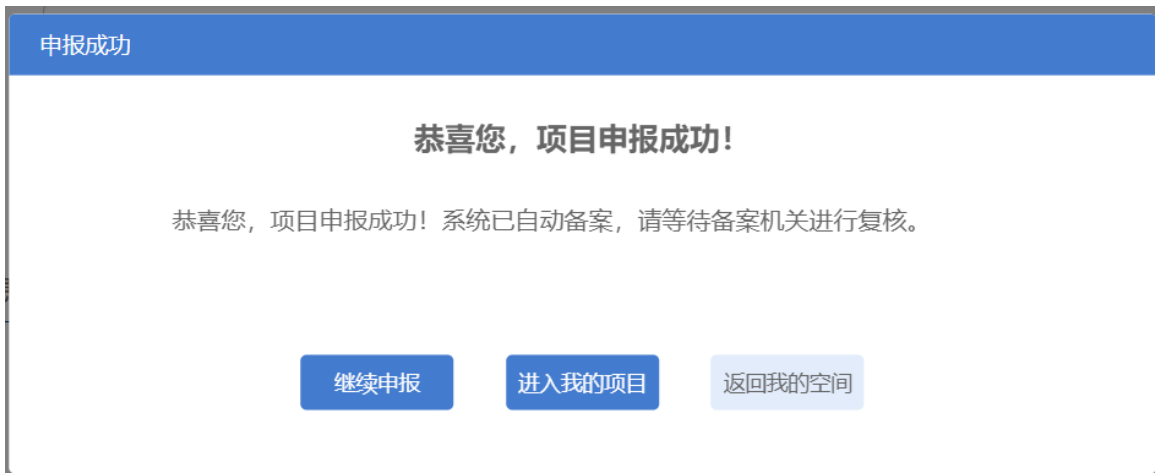 申报成功
恭喜您，项目申报成功！
恭喜您，项目申报成功！系统已自动备案，请等待备案机关进行复核。
继续申报
进入我的项目
返回我的空间